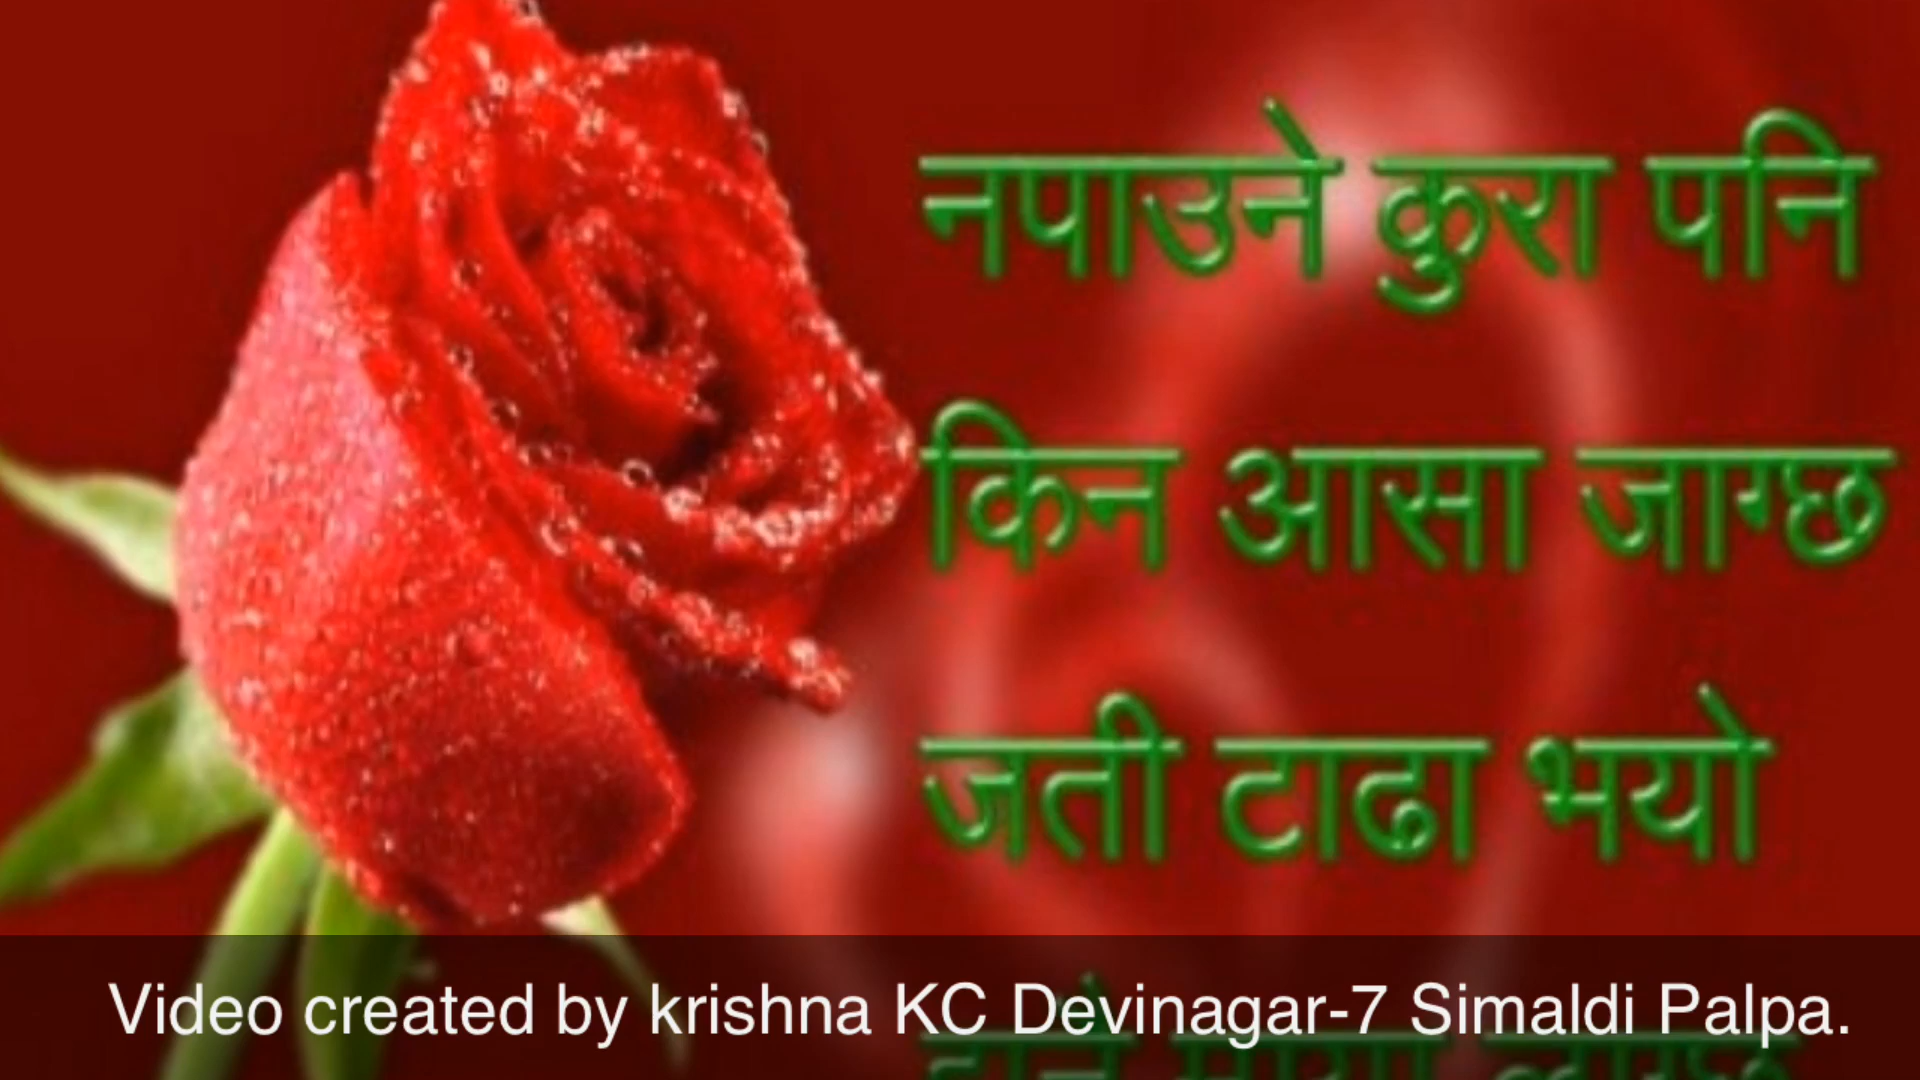 नपाउने कुरा पनि
किन आसा जाग्छ
जती टाढा भयो
Video created by krishna KC Devinagar-7 Simaldi Palpa.